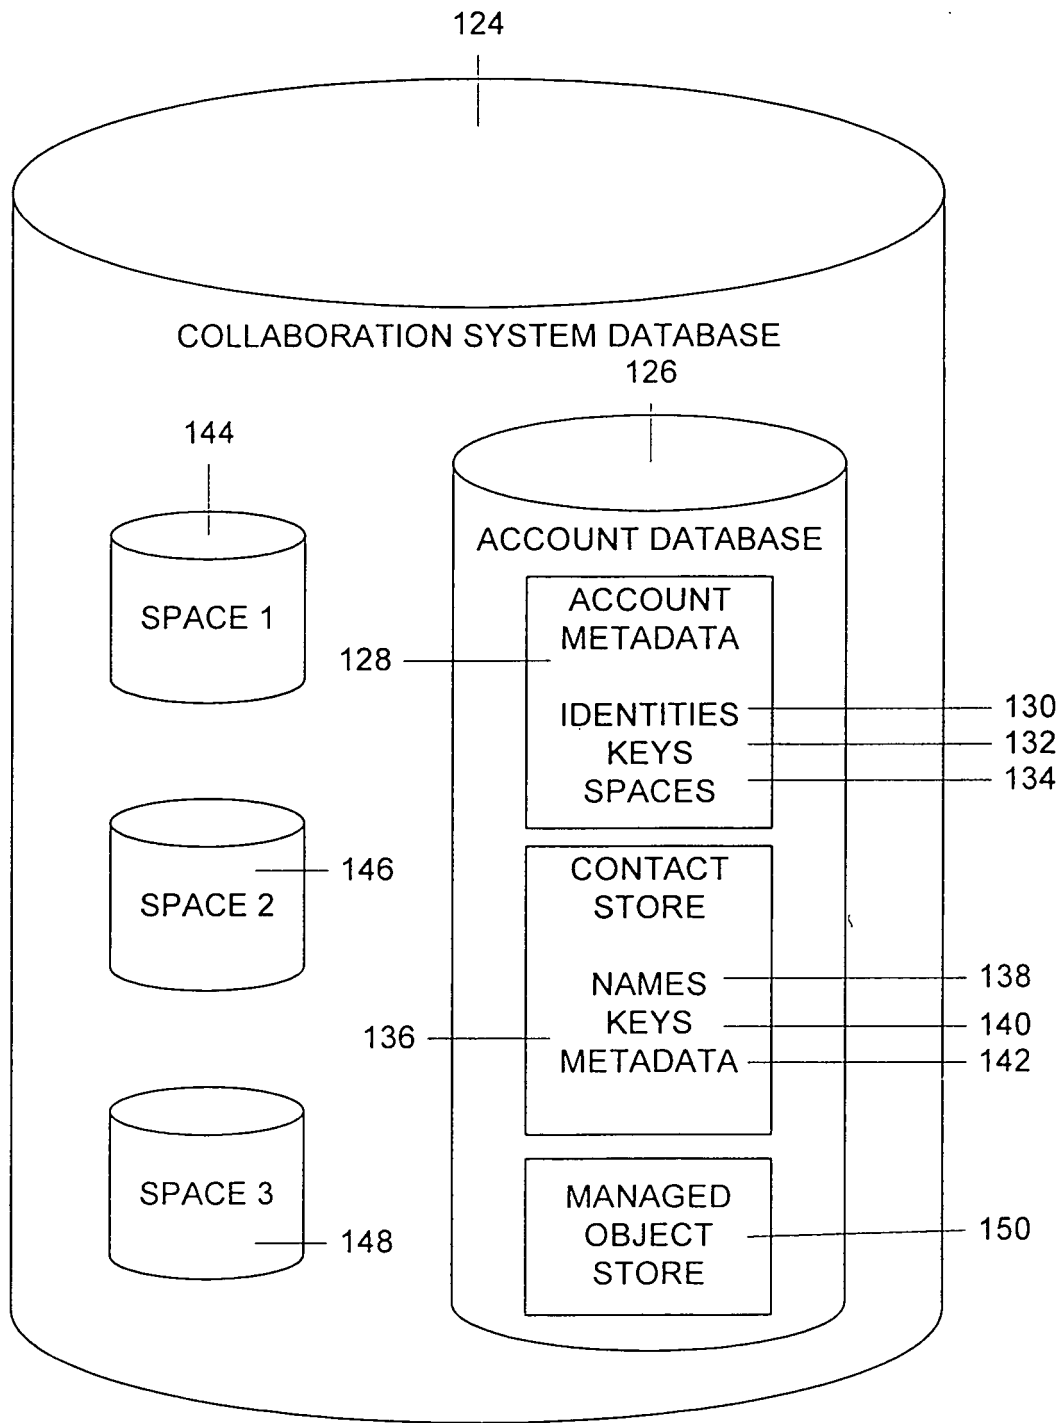 124
COLLABORATION SYSTEM DATABASE
126
144
ACCOUNT DATABASE
SPACE 1
ACCOUNT
METADATA
128
IDENTITIES
130
KEYS
132
SPACES
134
146
SPACE 2
CONTACT
STORE
NAMES
138
136
KEYS
140
METADATA
142
SPACE 3
148
MANAGED
OBJECT
STORE
150